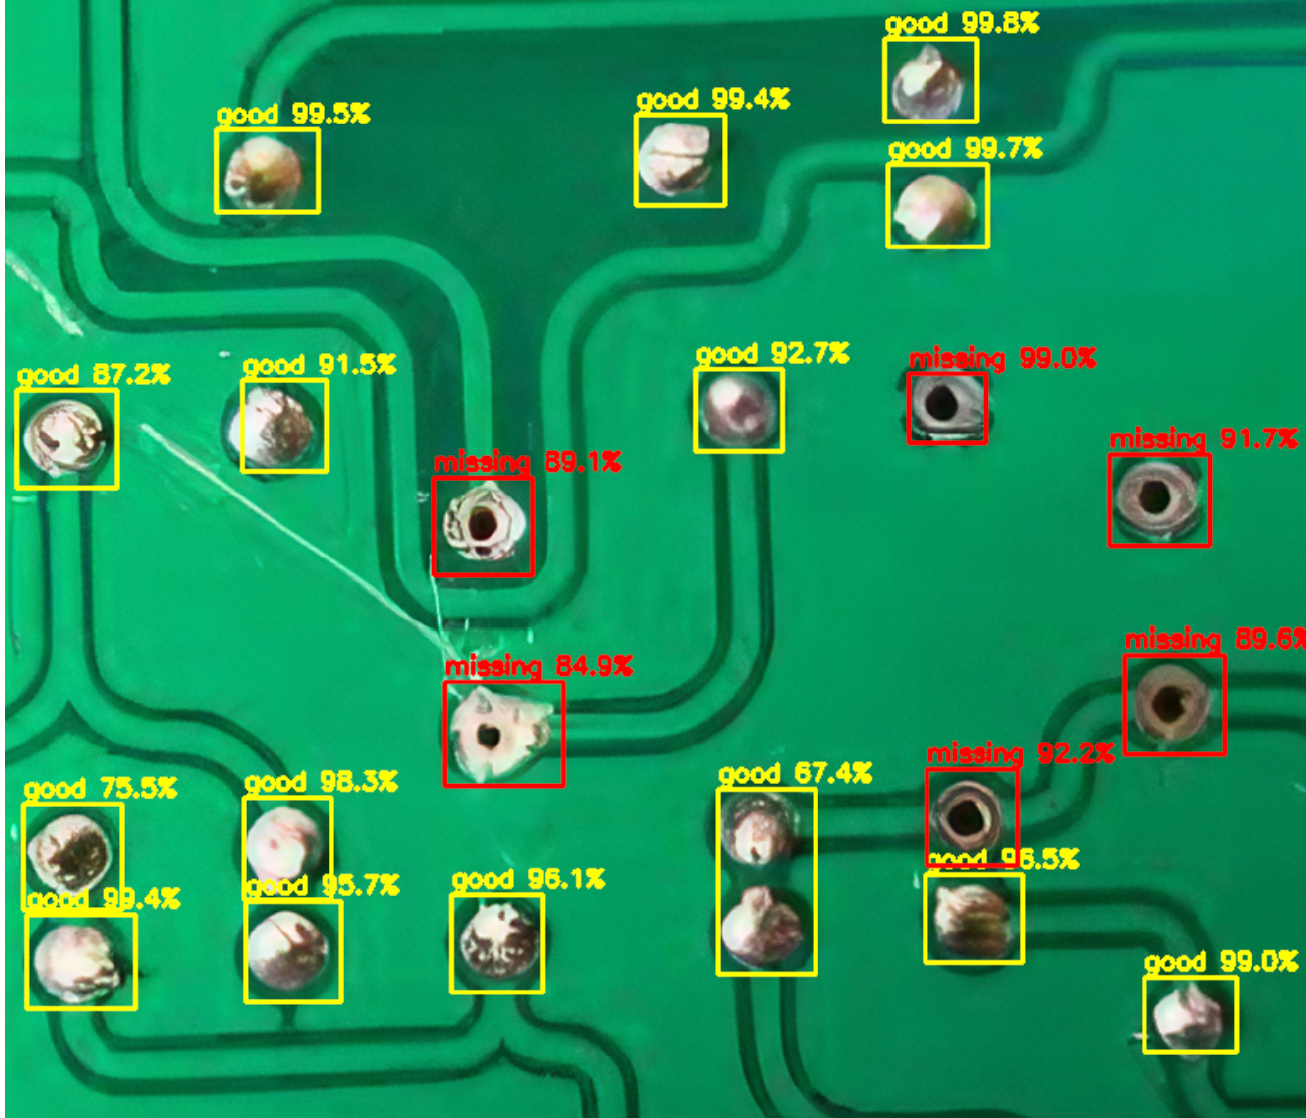 good 99.8%
good 99.4%
good 99.5%
good 99.7%
good 92.7%
missing 99.0%
good 91.5%
good 87.2%
missing 91.7%
missing 89.1%
missing 89.6%
missing 84.9%
missing 92.2%
good 67.4%
good 98.3%
good 75.5%
good 96.5%
good 96.1%
good 95.7%
good 99.4%
good 99.0%